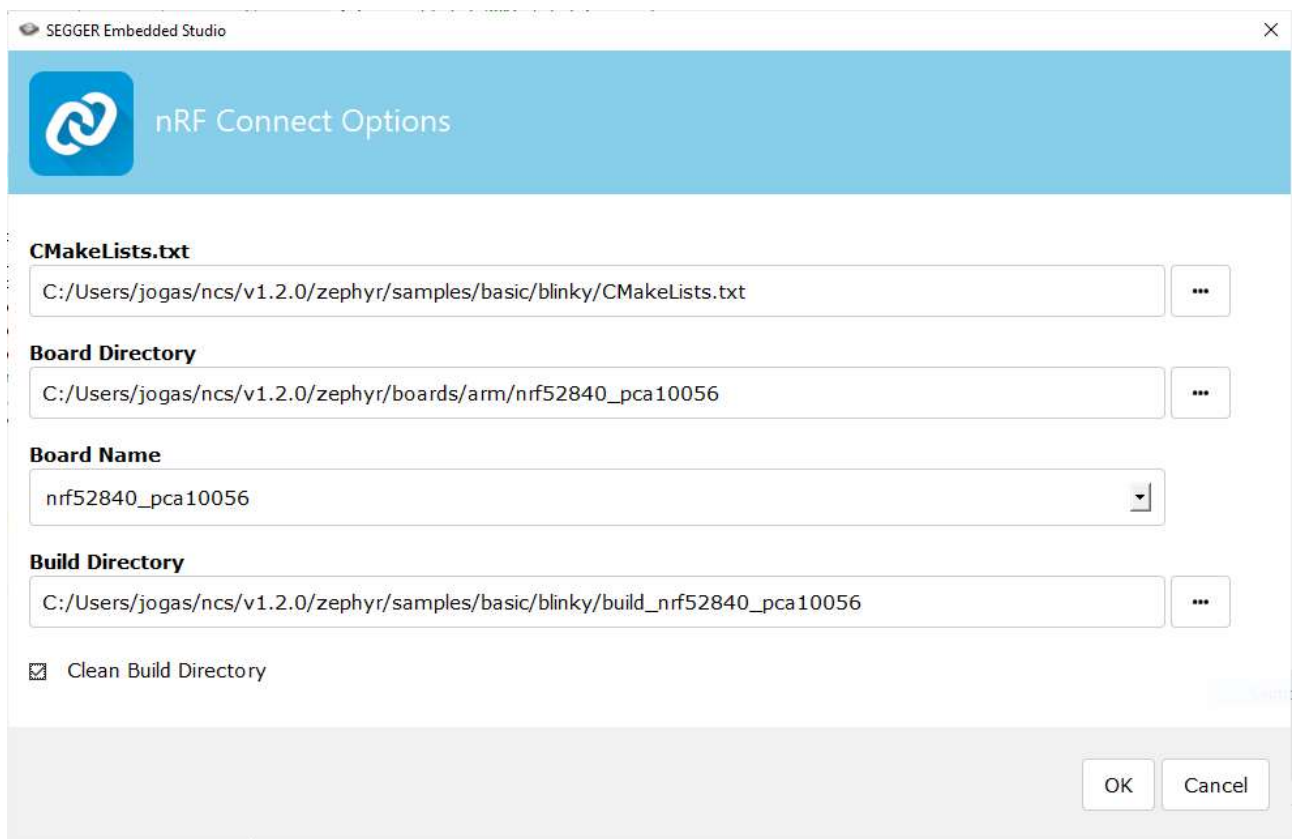 SEGGER Embedded Studio
nRF Connect Options
CMakeLists.txt
C:/Users/jogas/ncs/v1.2.0/zephyr/samples/basic/blinky/CMakeLists.txt
...
Board Directory
C:/Users/jogas/ncs/v1.2.0/zephyr/boards/arm/nrf52840_pca10056
...
Board Name
nrf52840_pca10056
Build Directory
C:/Users/jogas/ncs/v1.2.0/zephyr/samples/basic/blinky/build_nrf52840_pca10056
...
Clean Build Directory
OK Cancel